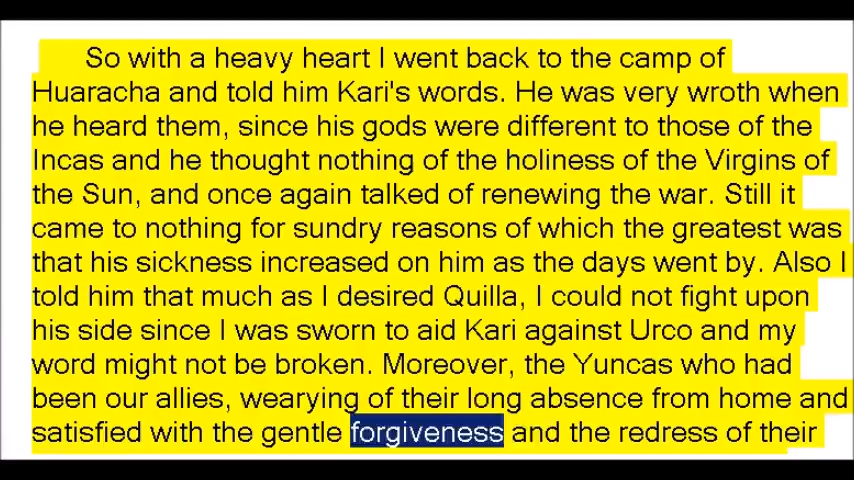 So with a heavy heart I went back to the camp of
Huaracha and told him Kari's words. He was very wroth when
he heard them, since his gods were different to those of the
Incas and he thought nothing of the holiness of the Virgins of
the Sun, and once again talked of renewing the war. Still it
came to nothing for sundry reasons of which the greatest was
that his sickness increased on him as the days went by. Also I
told him that much as I desired Quilla, I could not fight upon
his side since I was sworn to aid Kari against Urco and my
word might not be broken. Moreover, the Yuncas who had
been our allies, wearying of their long absence from home and
satisfied with the gentle forgiveness and the redress of their